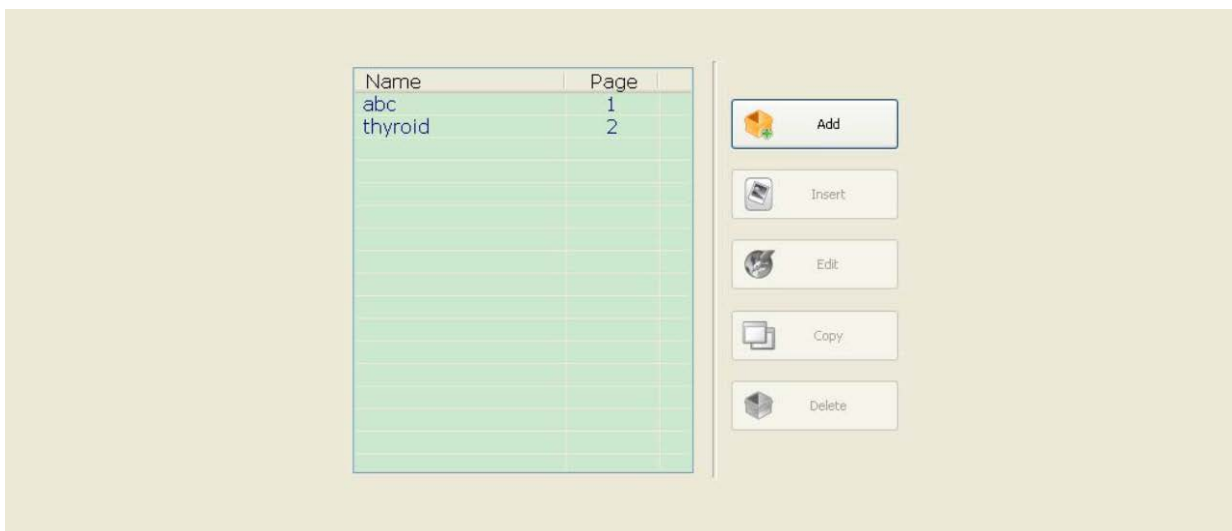 Name Page
abc 1
thyroid 2
Add
Insert
Edit
Copy
Delete